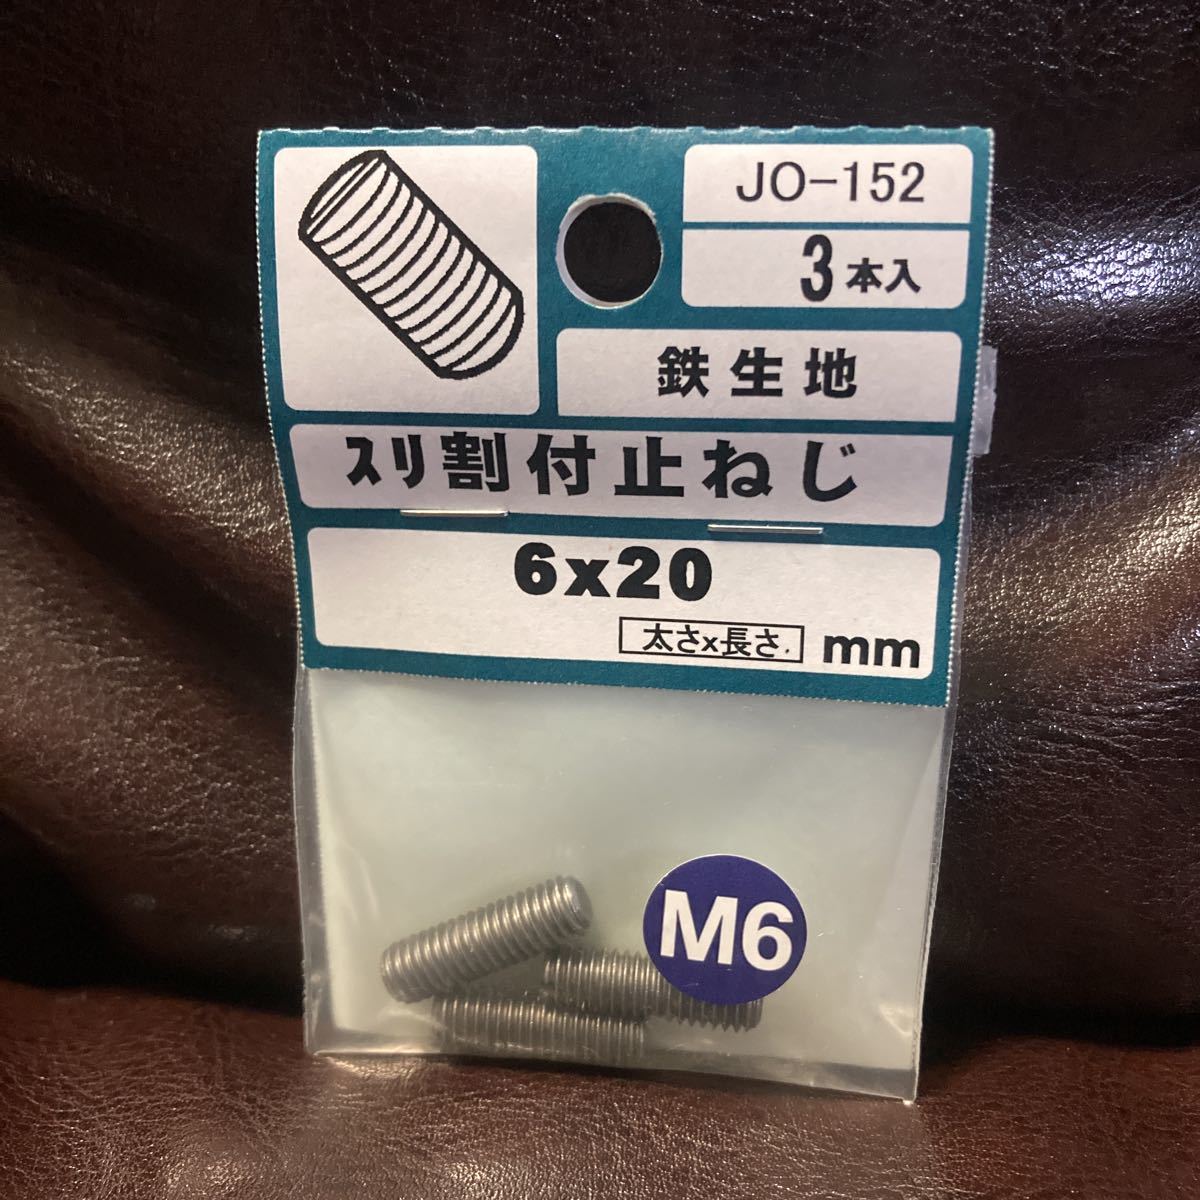 JO-152
3本入
鉄生地
ｽﾘ割付止ねじ
6x20
太さx長さ mm
M6